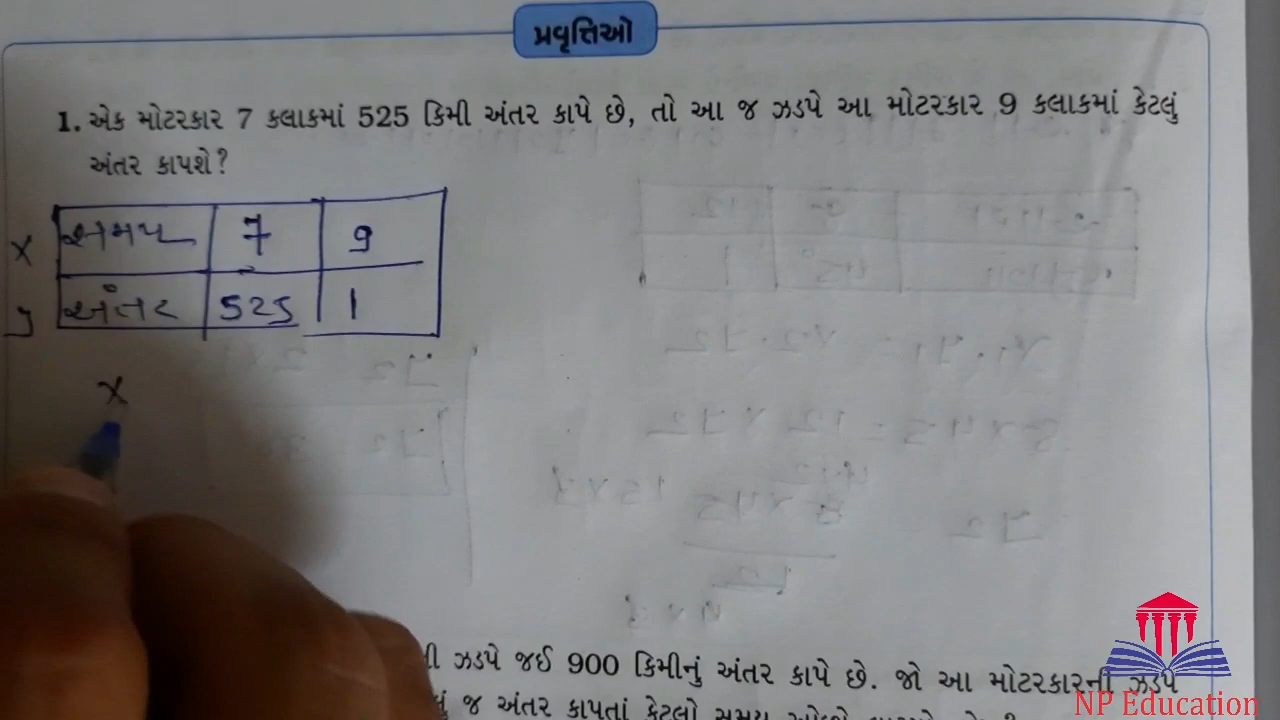 પ્રવૃત્તિઓ
1. એક મોટરકાર 7 કલાકમાં 525 કિમી અંતર કાપે છે, તો આ જ ઝડપે આ મોટરકાર 9 કલાકમાં કેટલું
અંતર કાપશે?
x સમય 7 9
y અંતર 525 1
x
ઝડપે જઈ 900 કિમીનું અંતર કાપે છે. જો આ મોટરકારની ઝડપે
જ અંતર કાપતાં કેટલો સમય
NP Education